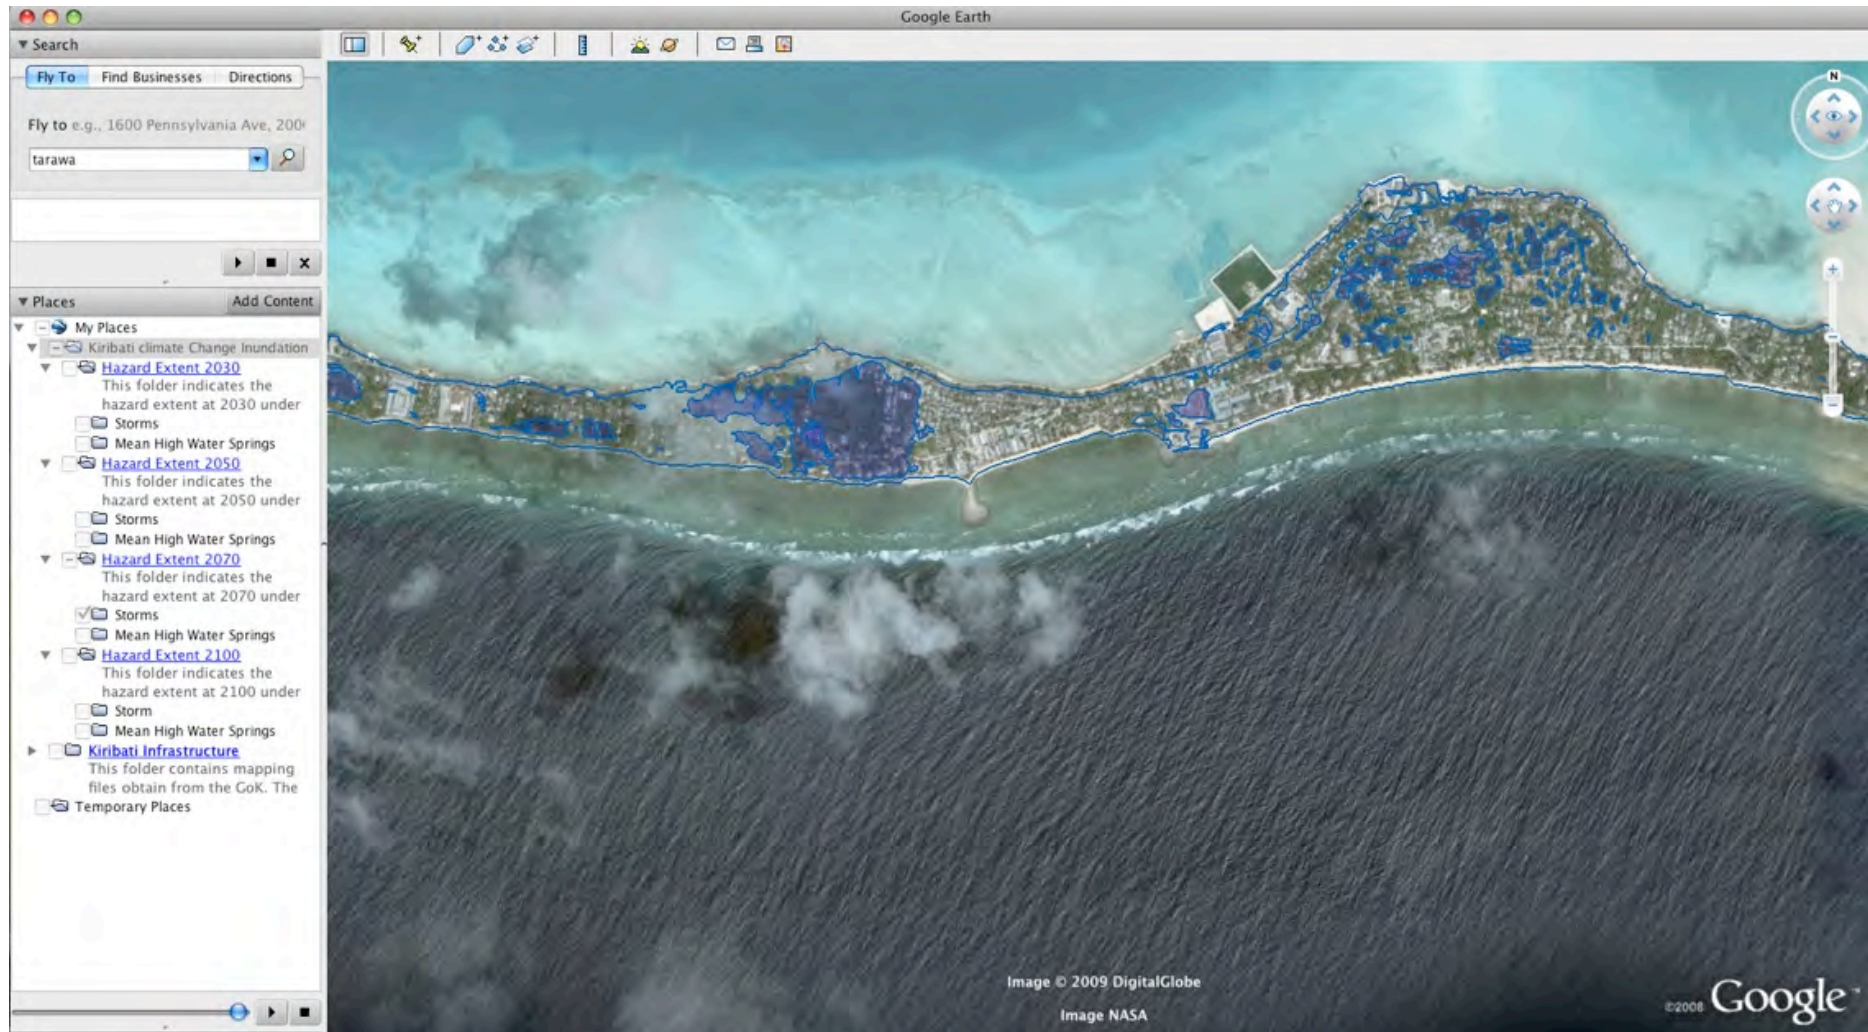 Google Earth
Search
Fly To Find Businesses Directions
Fly to e.g., 1600 Pennsylvania Ave, 200
tarawa
Places Add Content
My Places
Kiribati climate Change Inundation
Hazard Extent 2030
This folder indicates the
hazard extent at 2030 under
Storms
Mean High Water Springs
Hazard Extent 2050
This folder indicates the
hazard extent at 2050 under
Storms
Mean High Water Springs
Hazard Extent 2070
This folder indicates the
hazard extent at 2070 under
Storms
Mean High Water Springs
Hazard Extent 2100
This folder indicates the
hazard extent at 2100 under
Storm
Mean High Water Springs
Kiribati Infrastructure
This folder contains mapping
files obtain from the GoK. The
Temporary Places
N
Image © 2009 DigitalGlobe
Image NASA
©2008 Google™